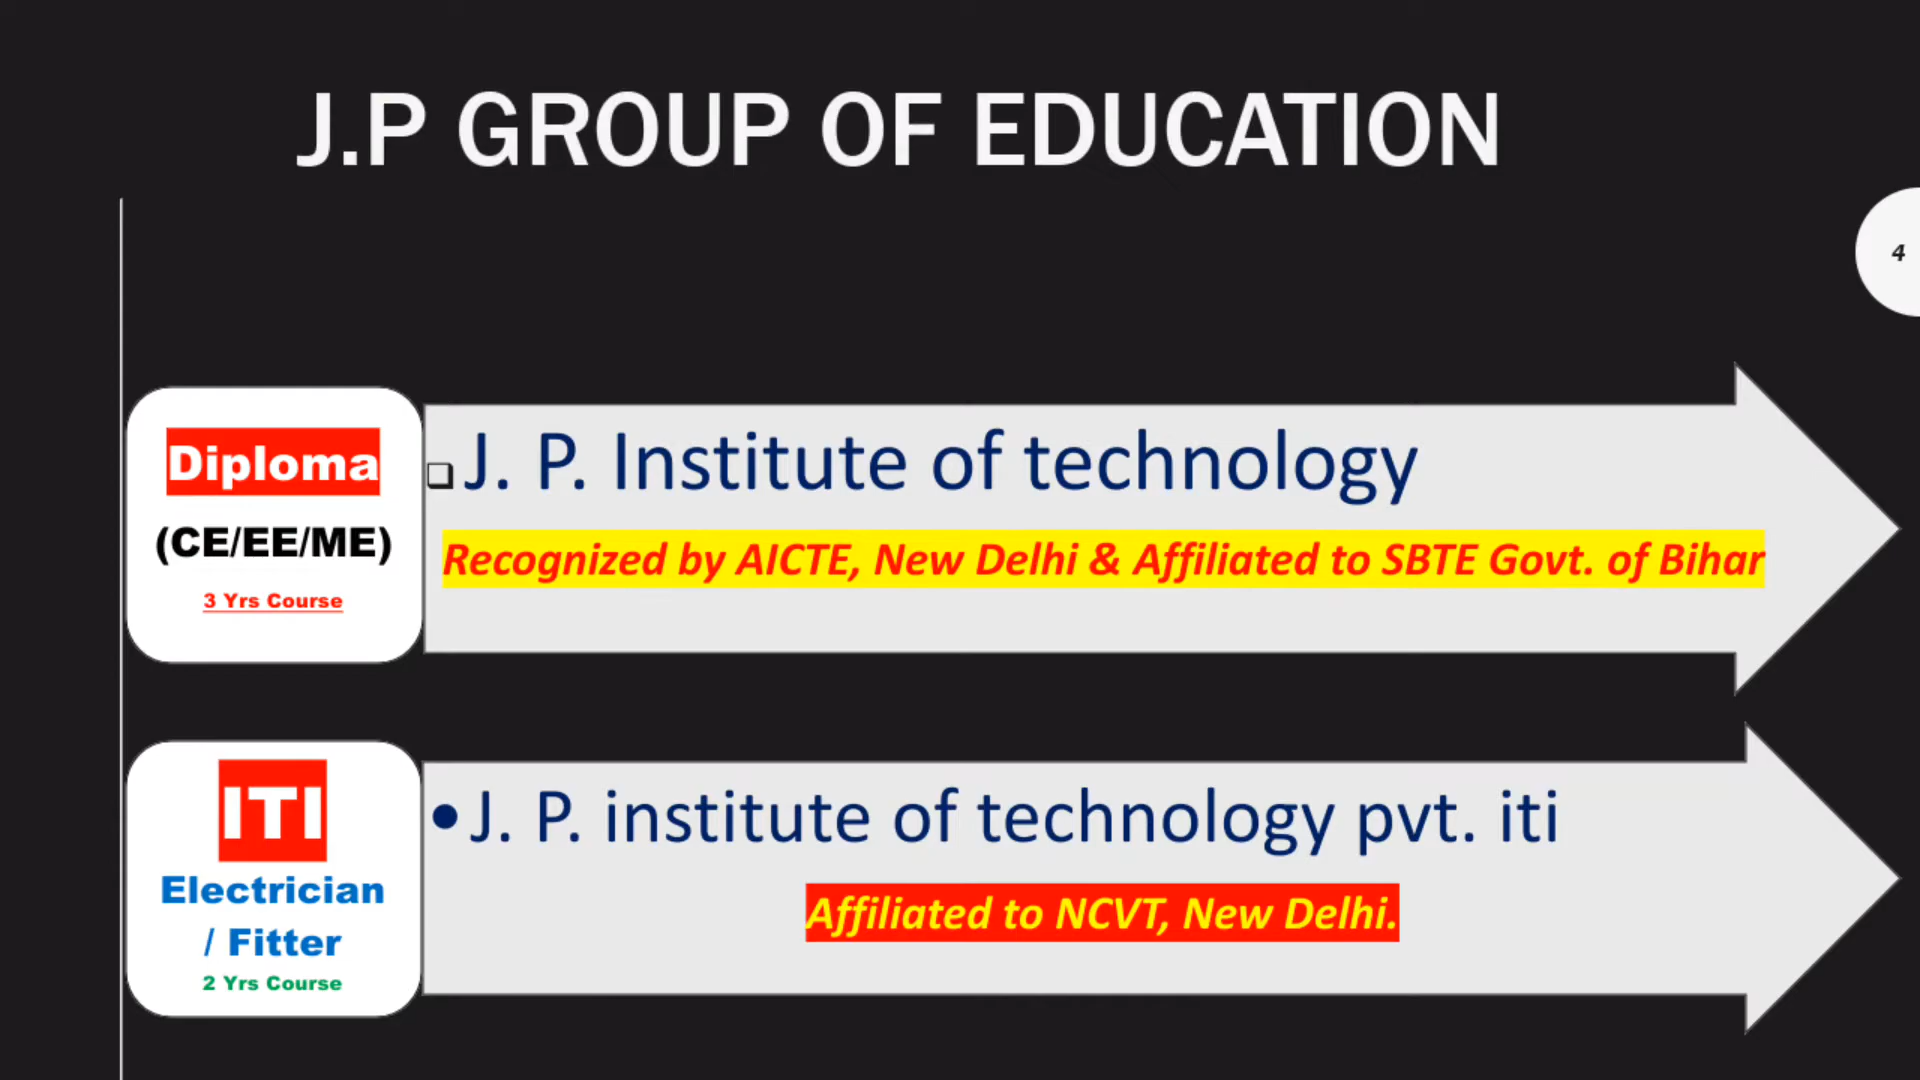 J.P GROUP OF EDUCATION
4
Diploma
(CE/EE/ME)
3 Yrs Course
J. P. Institute of technology
Recognized by AICTE, New Delhi & Affiliated to SBTE Govt. of Bihar
ITI
Electrician
/ Fitter
2 Yrs Course
J. P. institute of technology pvt. iti
Affiliated to NCVT, New Delhi.